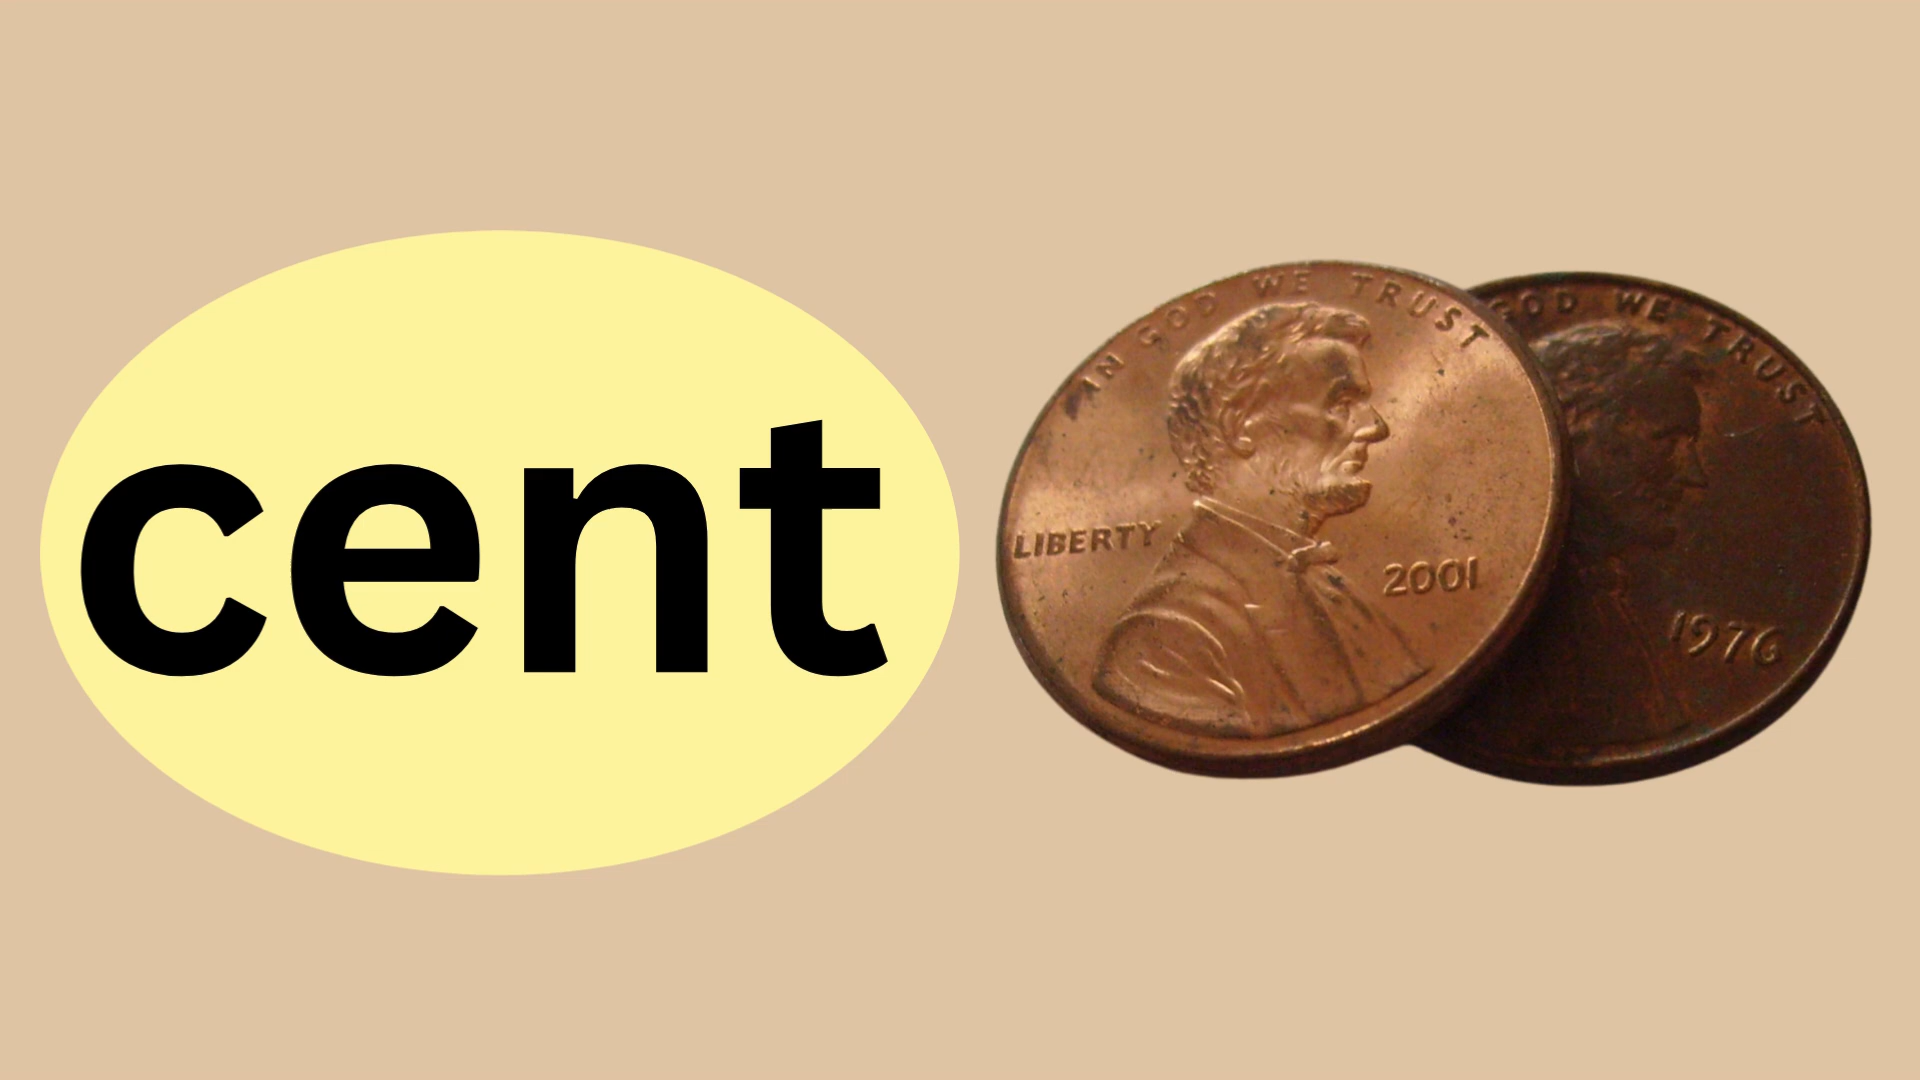 cent
IN GOD WE TRUST
LIBERTY
2001
GOD WE TRUST
1976